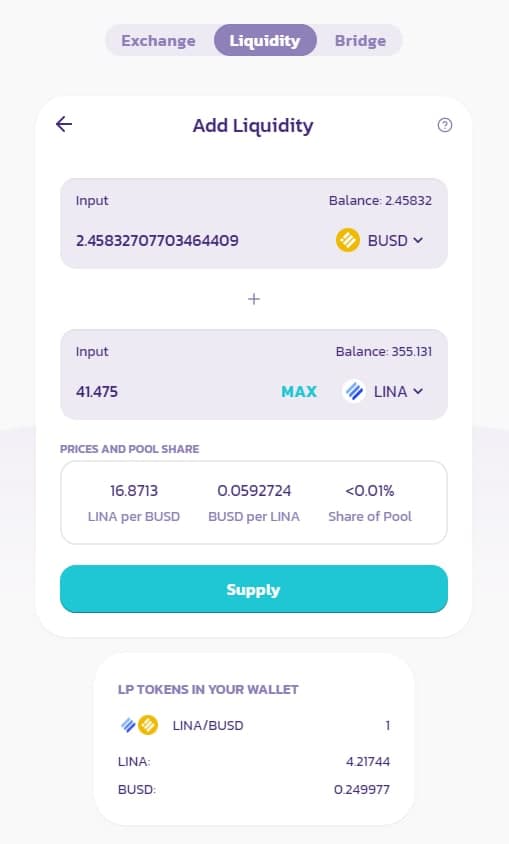 Exchange Liquidity Bridge
Add Liquidity
Input Balance: 2.45832
2.45832707703464409 BUSD
+
Input Balance: 355.131
41.475 MAX LINA
PRICES AND POOL SHARE
16.8713 0.0592724 <0.01%
LINA per BUSD BUSD per LINA Share of Pool
Supply
LP TOKENS IN YOUR WALLET
LINA/BUSD 1
LINA: 4.21744
BUSD: 0.249977